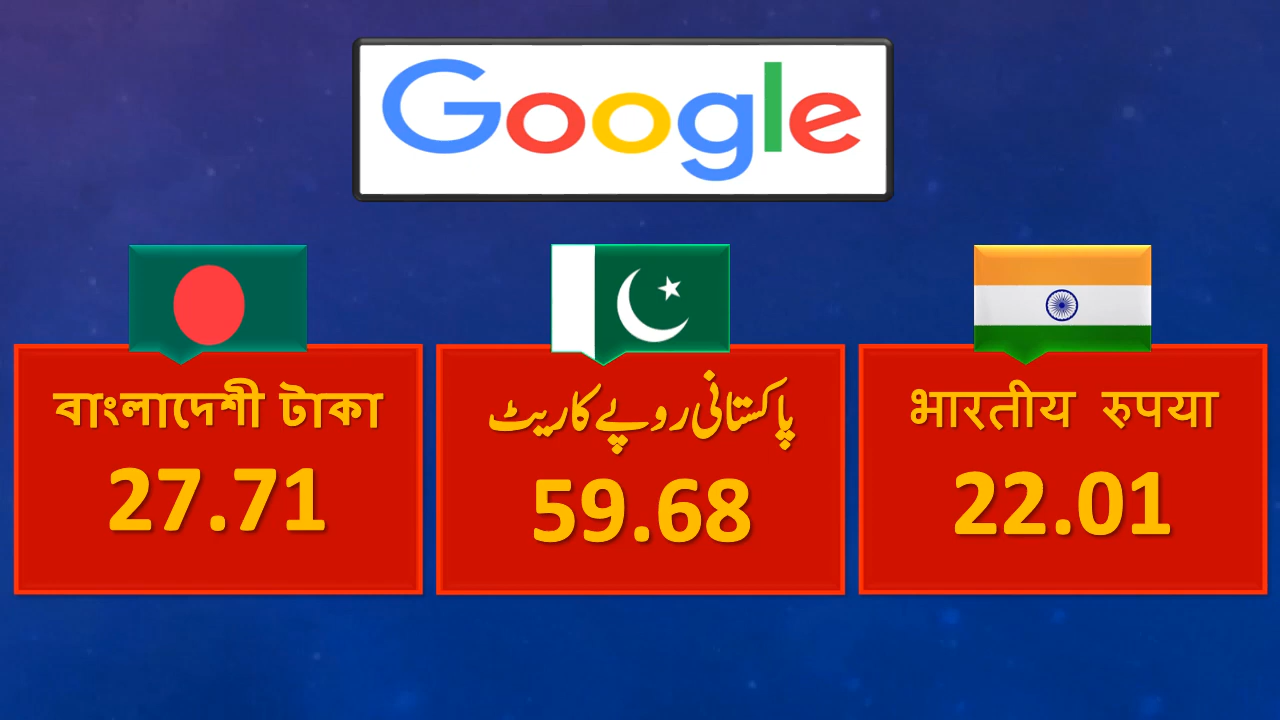 Google
বাংলাদেশী টাকা
27.71
پاکستانی روپے کا ریٹ
59.68
भारतीय रुपया
22.01